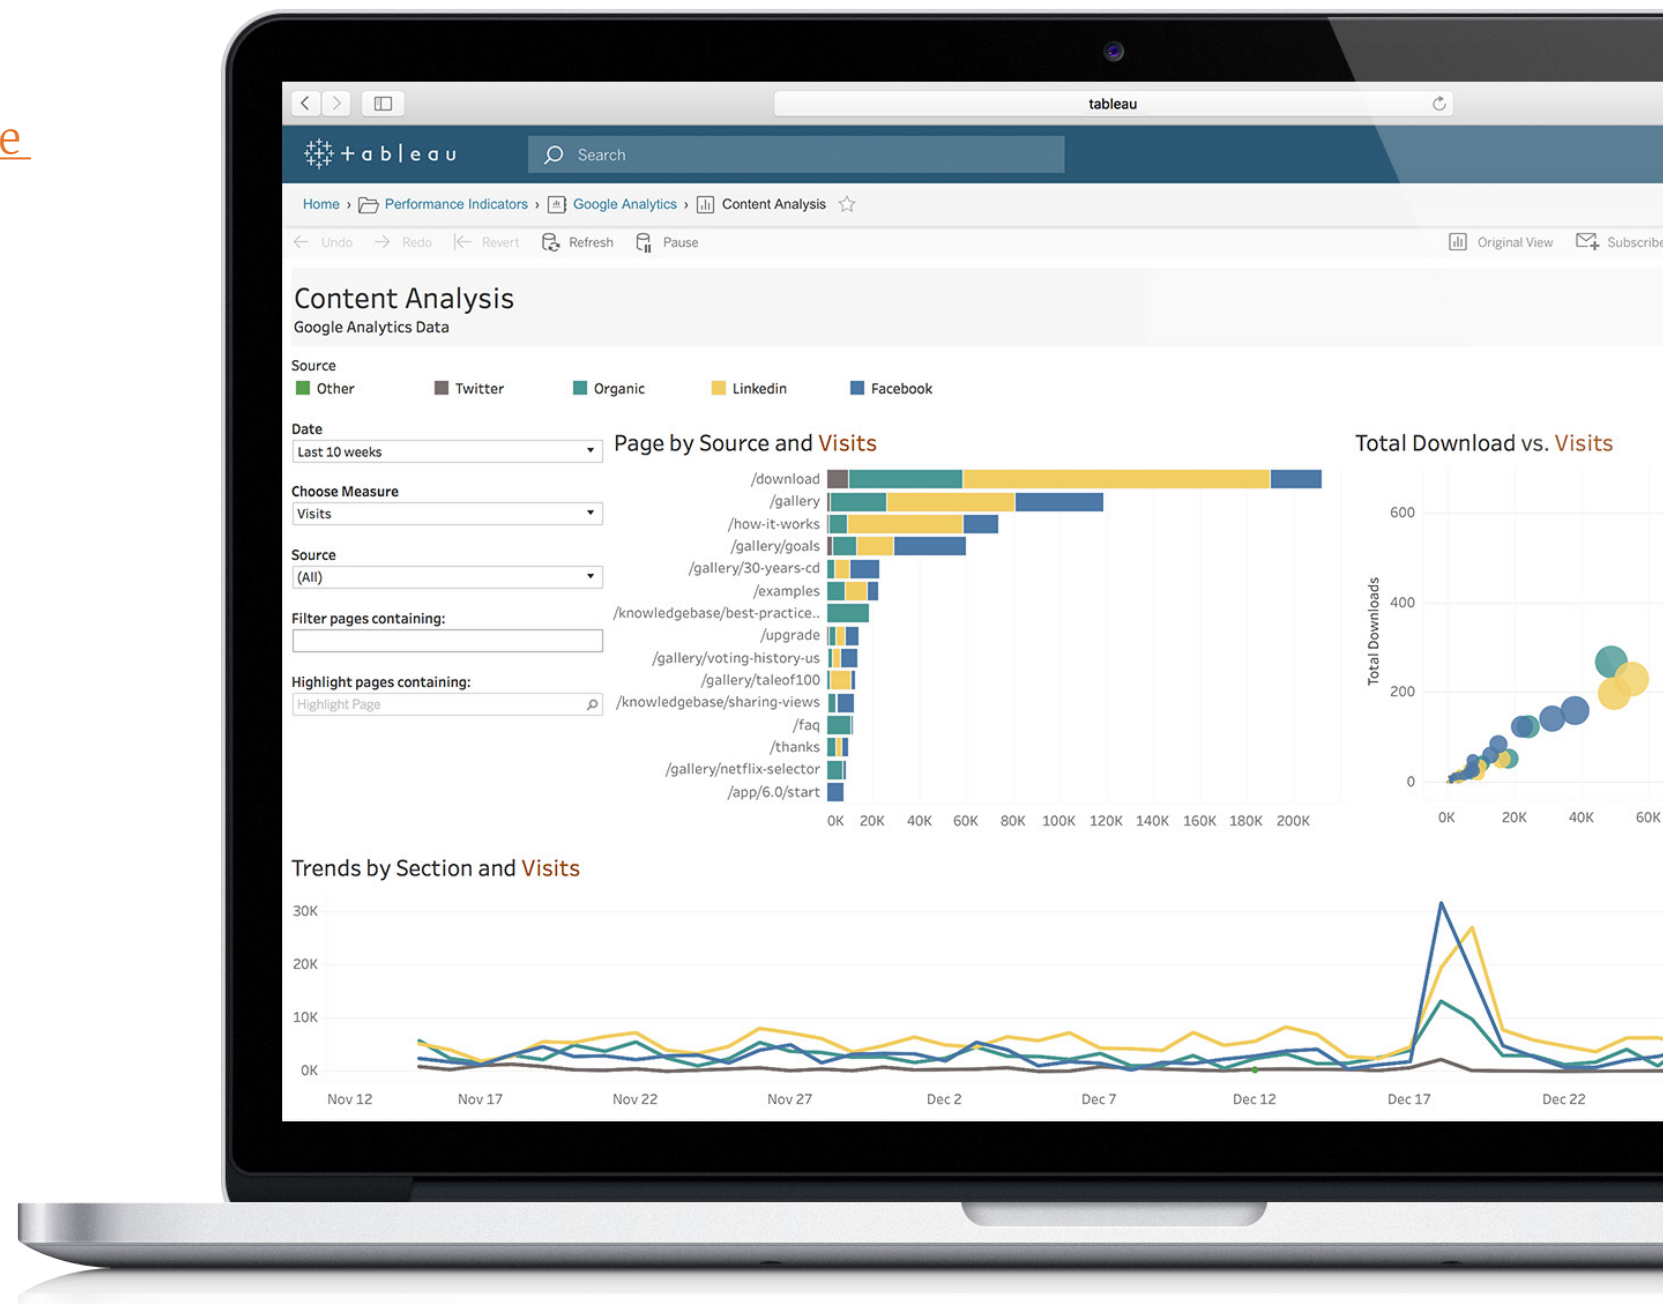 e
tableau
+ a b | e a u
Search
Home › Performance Indicators › Google Analytics › Content Analysis
Undo Redo Revert Refresh Pause
Original View Subscribe
Content Analysis
Google Analytics Data
Source
Other Twitter Organic Linkedin Facebook
Date
Last 10 weeks
Choose Measure
Visits
Source
(All)
Filter pages containing:
Highlight pages containing:
Highlight Page
Page by Source and Visits
/download
/gallery
/how-it-works
/gallery/goals
/gallery/30-years-cd
/examples
/knowledgebase/best-practice..
/upgrade
/gallery/voting-history-us
/gallery/taleof100
/knowledgebase/sharing-views
/faq
/thanks
/gallery/netflix-selector
/app/6.0/start
0K 20K 40K 60K 80K 100K 120K 140K 160K 180K 200K
Total Download vs. Visits
Total Downloads
600
400
200
0
0K 20K 40K 60K
Trends by Section and Visits
30K
20K
10K
0K
Nov 12 Nov 17 Nov 22 Nov 27 Dec 2 Dec 7 Dec 12 Dec 17 Dec 22